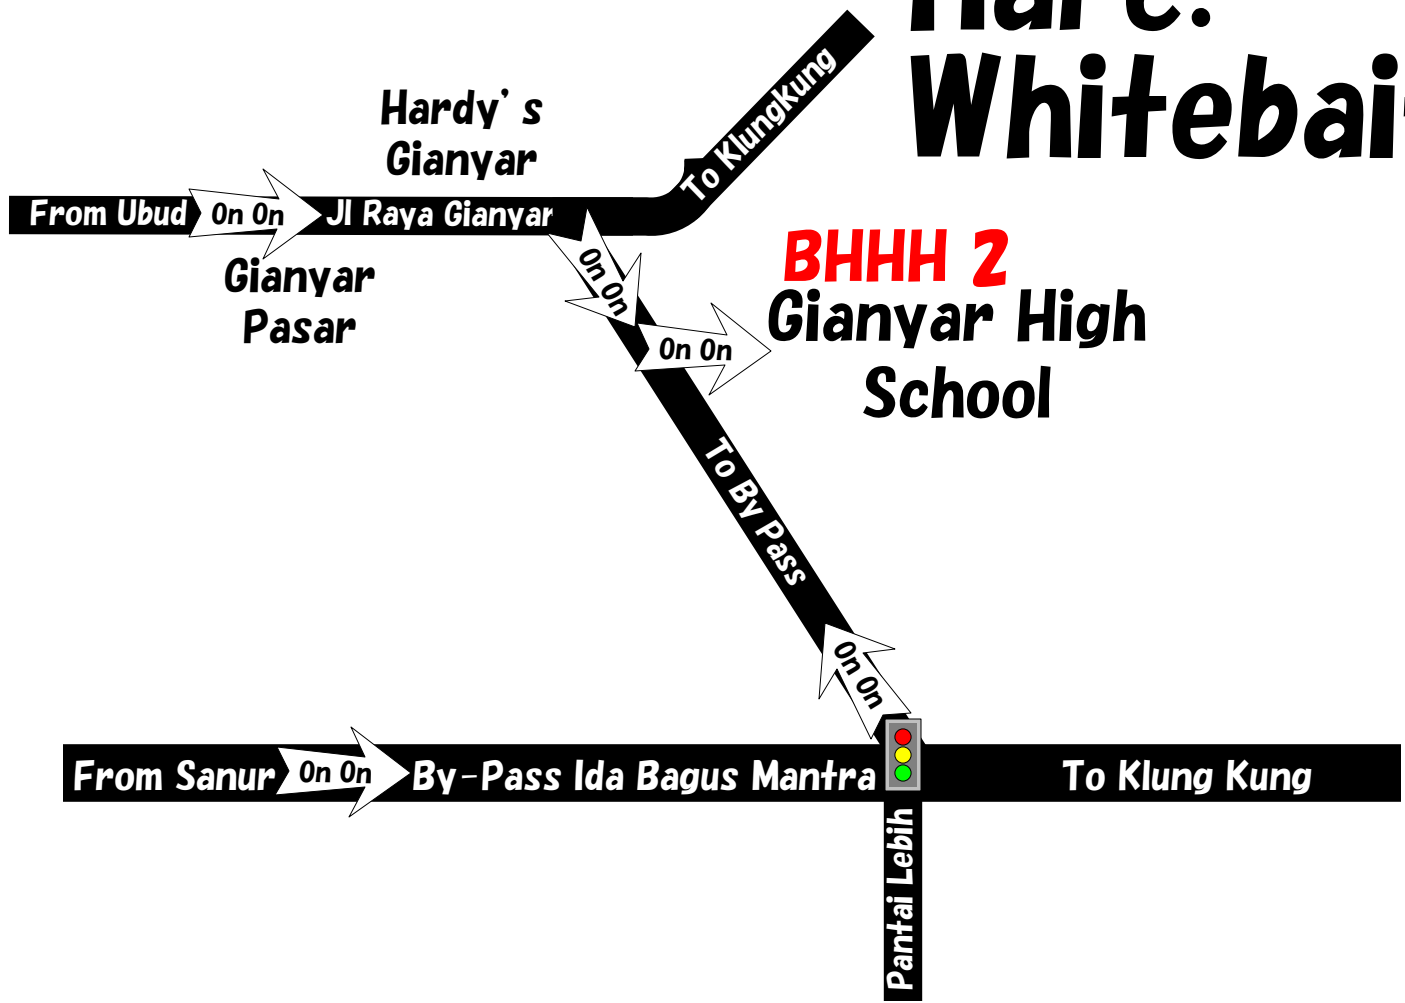 Hare:
Whitebai
To KlungKung
Hardy's
Gianyar
From Ubud
On On
Jl Raya Gianyar
Gianyar
Pasar
On On
BHHH 2
On On
Gianyar High
School
To By Pass
On On
From Sanur
On On
By-Pass Ida Bagus Mantra
To Klung Kung
Pantai Lebih